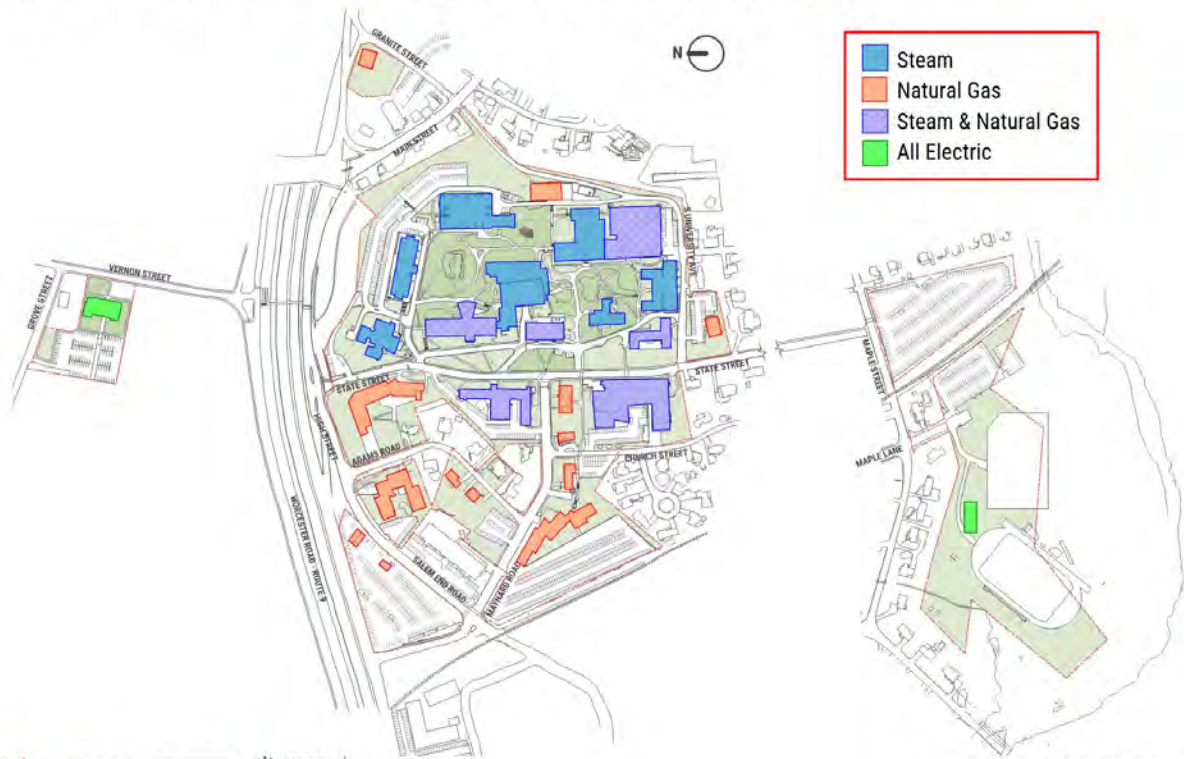 GRANITE STREET
N
Steam
Natural Gas
Steam & Natural Gas
All Electric
MAIN STREET
VERNON STREET
GROVE STREET
S UNIVERSITY LANE
STATE STREET
STATE STREET
MAPLE STREET
HIGH STREET
ADAMS ROAD
CHURCH STREET
MAPLE LANE
WORCESTER ROAD - ROUTE 9
SALEM END ROAD
MAYNARD ROAD